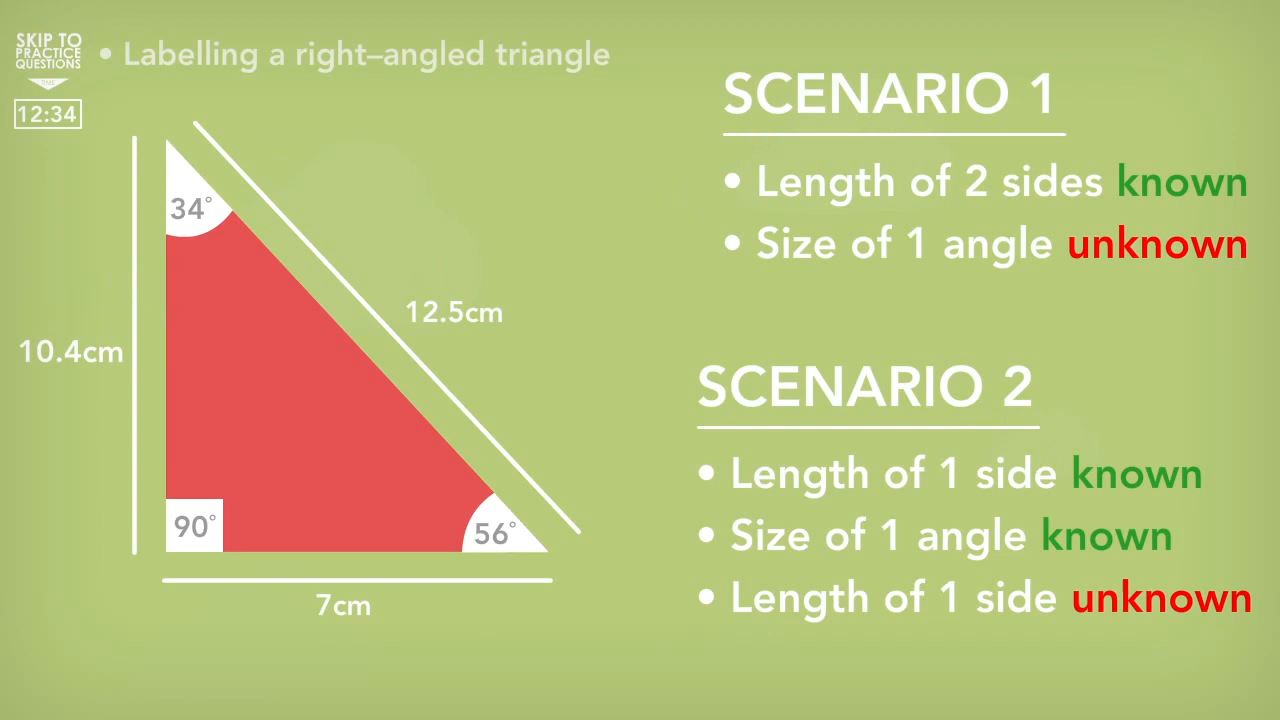 SKIP TO
PRACTICE
QUESTIONS
12:34
• Labelling a right–angled triangle
34°
10.4cm
12.5cm
90°
56°
7cm
SCENARIO 1
• Length of 2 sides known
• Size of 1 angle unknown
SCENARIO 2
• Length of 1 side known
• Size of 1 angle known
• Length of 1 side unknown